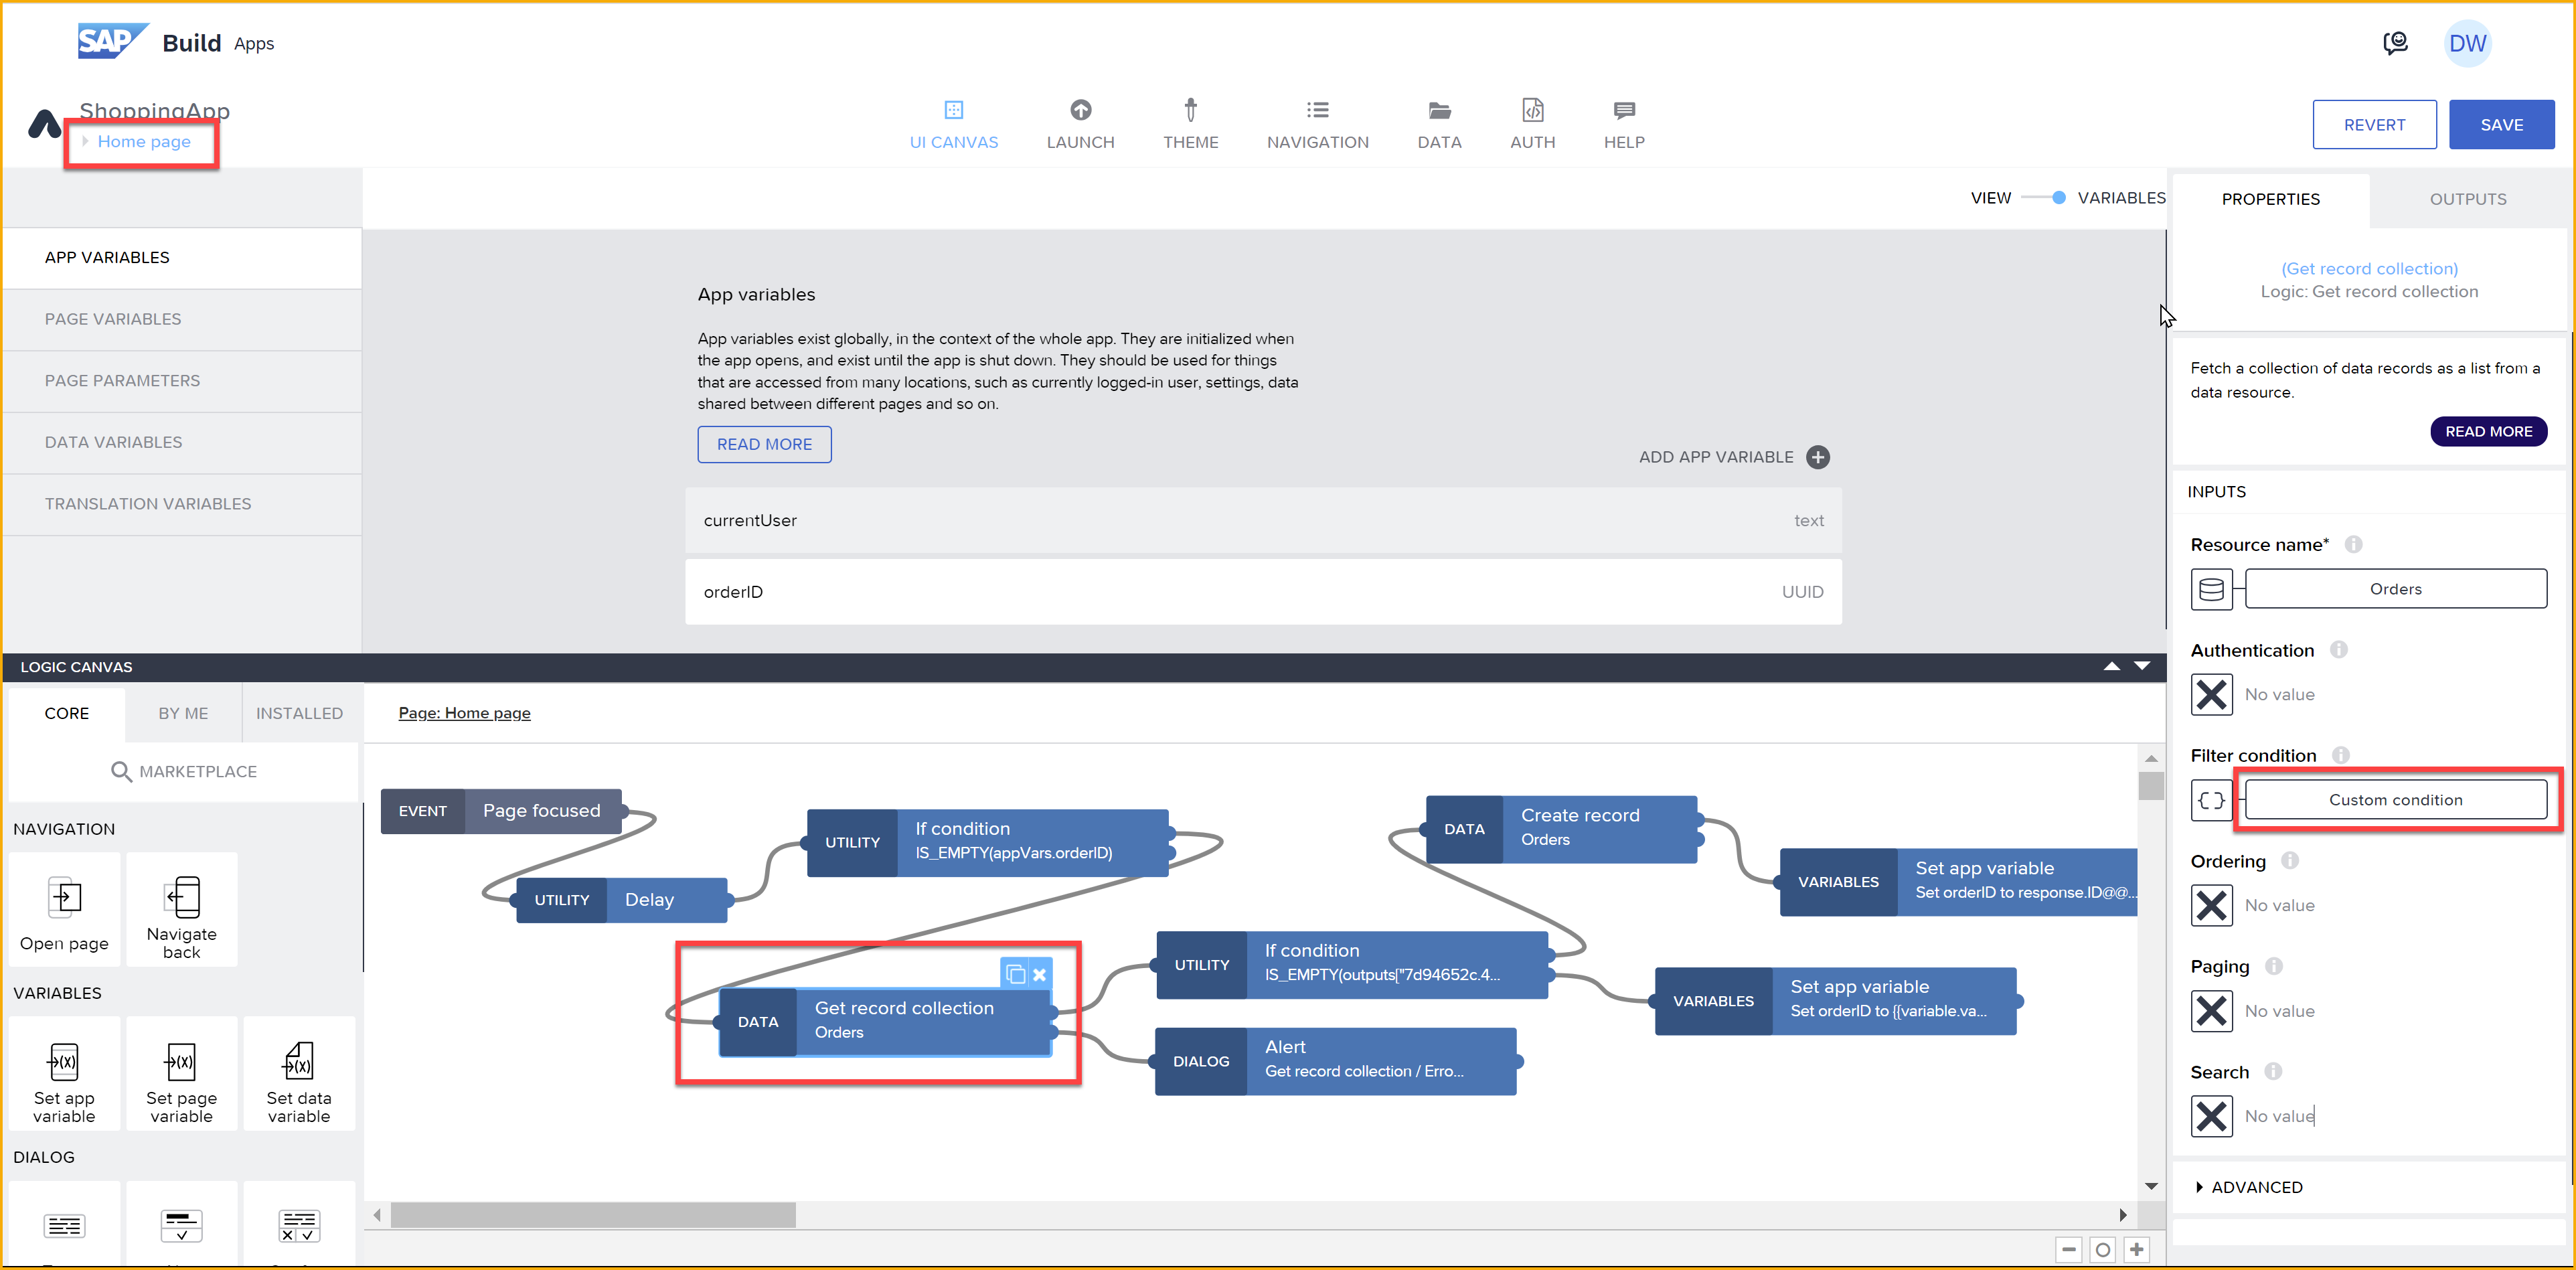 SAP Build Apps
DW
ShoppingApp
Home page
UI CANVAS
LAUNCH
THEME
NAVIGATION
DATA
AUTH
HELP
REVERT
SAVE
VIEW
VARIABLES
PROPERTIES
OUTPUTS
APP VARIABLES
PAGE VARIABLES
PAGE PARAMETERS
DATA VARIABLES
TRANSLATION VARIABLES
App variables
App variables exist globally, in the context of the whole app. They are initialized when
the app opens, and exist until the app is shut down. They should be used for things
that are accessed from many locations, such as currently logged-in user, settings, data
shared between different pages and so on.
READ MORE
ADD APP VARIABLE
currentUser
text
orderID
UUID
(Get record collection)
Logic: Get record collection
Fetch a collection of data records as a list from a
data resource.
READ MORE
INPUTS
Resource name*
Orders
Authentication
No value
Filter condition
{ }
Custom condition
Ordering
No value
Paging
No value
Search
No value
ADVANCED
LOGIC CANVAS
CORE
BY ME
INSTALLED
MARKETPLACE
NAVIGATION
Open page
Navigate
back
VARIABLES
(x)
(x)
(x)
Set app
variable
Set page
variable
Set data
variable
DIALOG
Page: Home page
EVENT
Page focused
UTILITY
Delay
UTILITY
If condition
IS_EMPTY(appVars.orderID)
DATA
Get record collection
Orders
UTILITY
If condition
IS_EMPTY(outputs["7d94652c.4...
DIALOG
Alert
Get record collection / Erro...
DATA
Create record
Orders
VARIABLES
Set app variable
Set orderID to response.ID@@...
VARIABLES
Set app variable
Set orderID to {{variable.va...